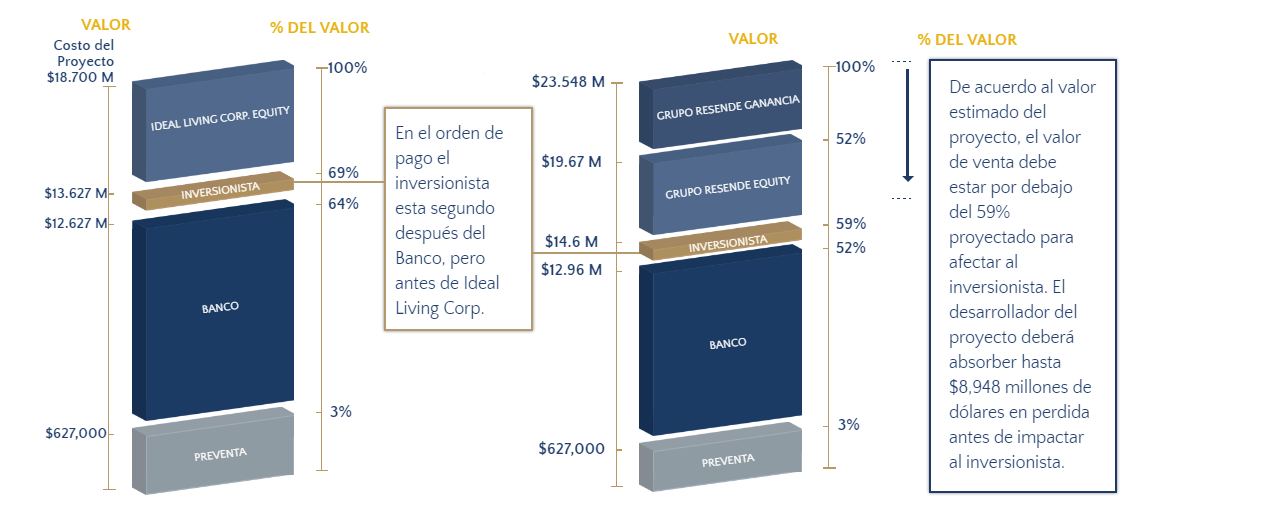 VALOR
% DEL VALOR
Costo del
Proyecto
$18.700 M
100%
IDEAL LIVING CORP. EQUITY
69%
$13.627 M
INVERSIONISTA
64%
$12.627 M
BANCO
3%
$627,000
PREVENTA
En el orden de
pago el
inversionista
esta segundo
después del
Banco, pero
antes de Ideal
Living Corp.
VALOR
% DEL VALOR
$23.548 M
100%
GRUPO RESENDE GANANCIA
52%
$19.67 M
GRUPO RESENDE EQUITY
59%
$14.6 M
INVERSIONISTA
52%
$12.96 M
BANCO
3%
$627,000
PREVENTA
De acuerdo al valor
estimado del
proyecto, el valor
de venta debe
estar por debajo
del 59%
proyectado para
afectar al
inversionista. El
desarrollador del
proyecto deberá
absorber hasta
$8,948 millones de
dólares en perdida
antes de impactar
al inversionista.